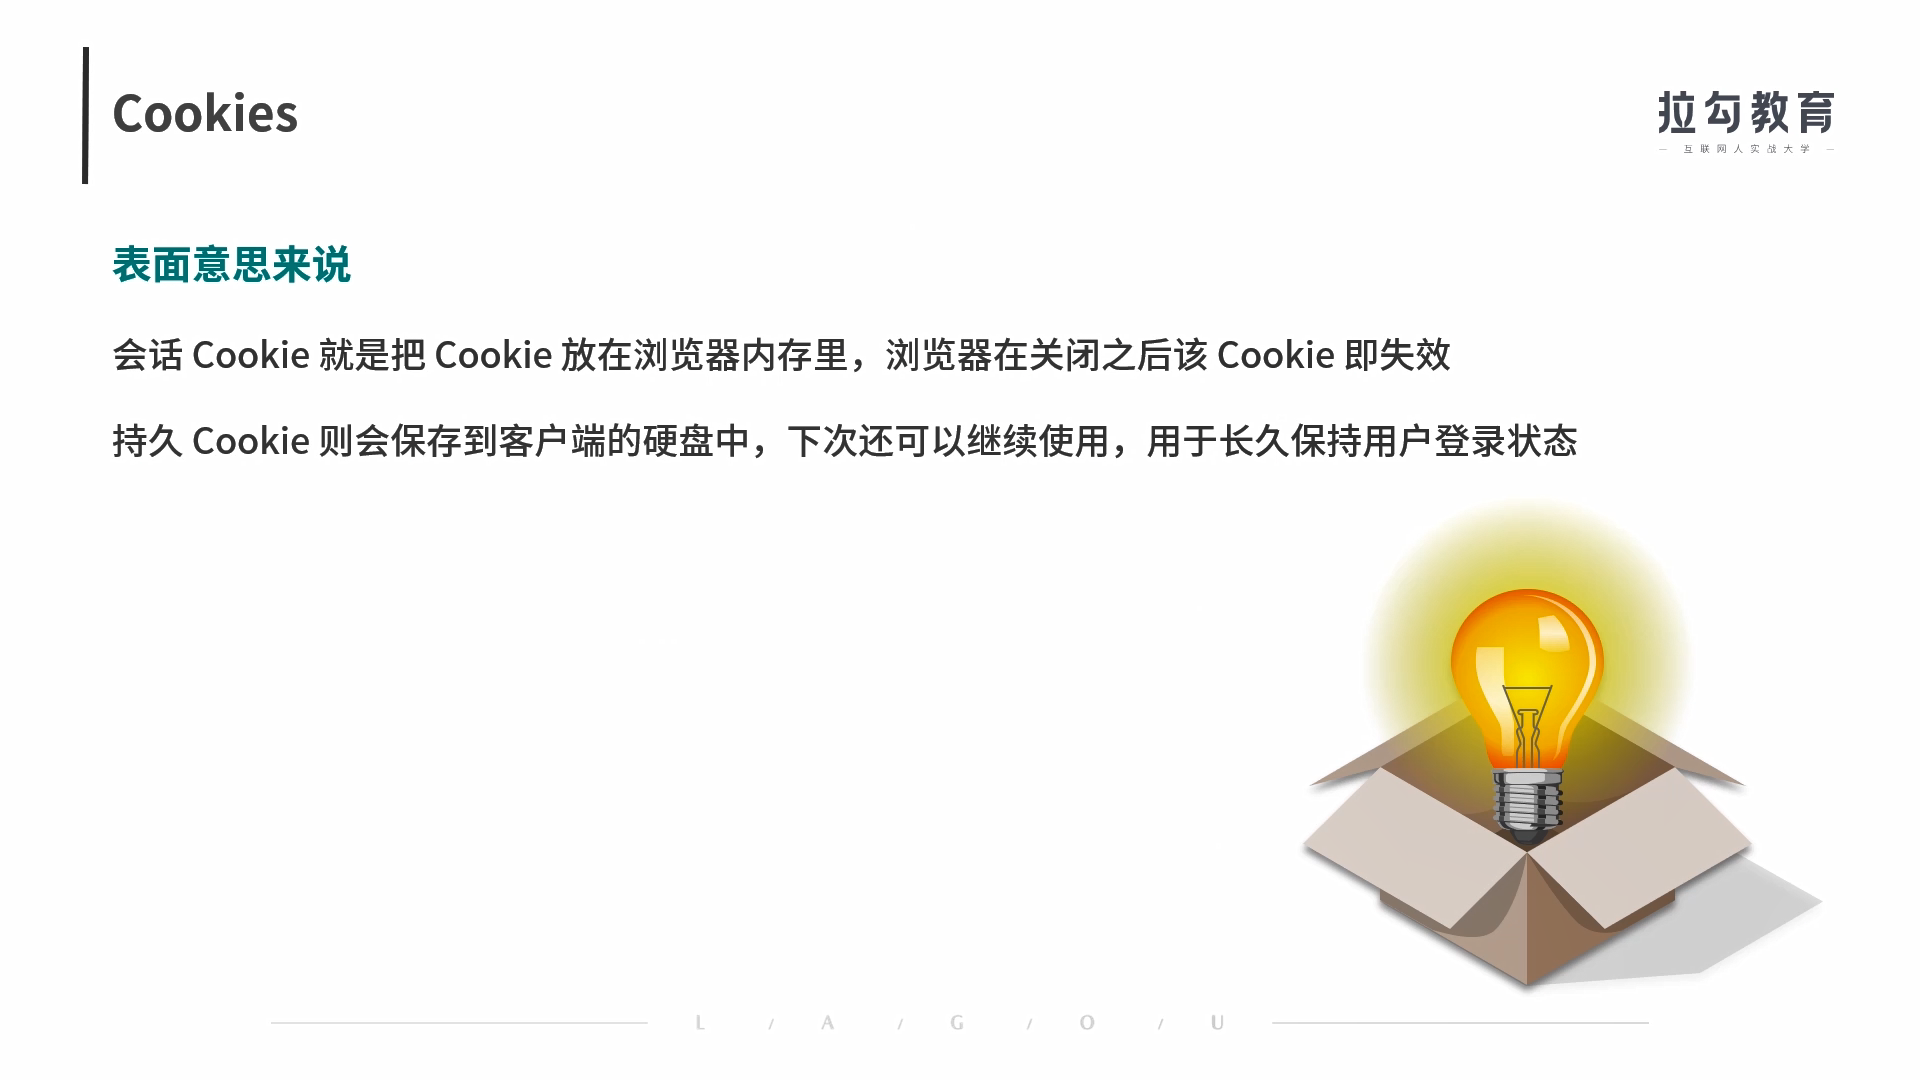 Cookies
拉勾教育
— 互联网人实战大学 —
表面意思来说
会话 Cookie 就是把 Cookie 放在浏览器内存里，浏览器在关闭之后该 Cookie 即失效
持久 Cookie 则会保存到客户端的硬盘中，下次还可以继续使用，用于长久保持用户登录状态
L / A / G / O / U